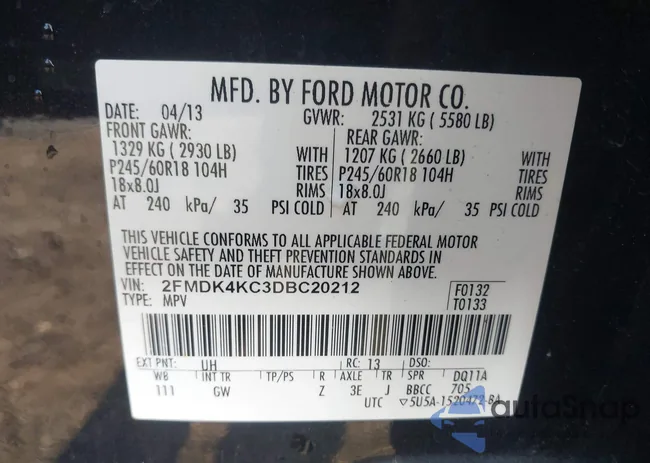 MFD. BY FORD MOTOR CO.
DATE: 04/13 GVWR: 2531 KG ( 5580 LB)
FRONT GAWR: REAR GAWR:
1329 KG ( 2930 LB) WITH 1207 KG ( 2660 LB) WITH
P245/60R18 104H TIRES P245/60R18 104H TIRES
18x8.0J RIMS 18x8.0J RIMS
AT 240 kPa/ 35 PSI COLD AT 240 kPa/ 35 PSI COLD
THIS VEHICLE CONFORMS TO ALL APPLICABLE FEDERAL MOTOR
VEHICLE SAFETY AND THEFT PREVENTION STANDARDS IN
EFFECT ON THE DATE OF MANUFACTURE SHOWN ABOVE.
VIN: 2FMDK4KC3DBC20212 F0132
TYPE: MPV T0133
EXT PNT: UH RC: 13 DSO:
WB INT TR TP/PS R AXLE TR SPR DQ11A
111 GW Z 3E J BBCC 705
UTC 5U5A-1520472-BA
autoSnap